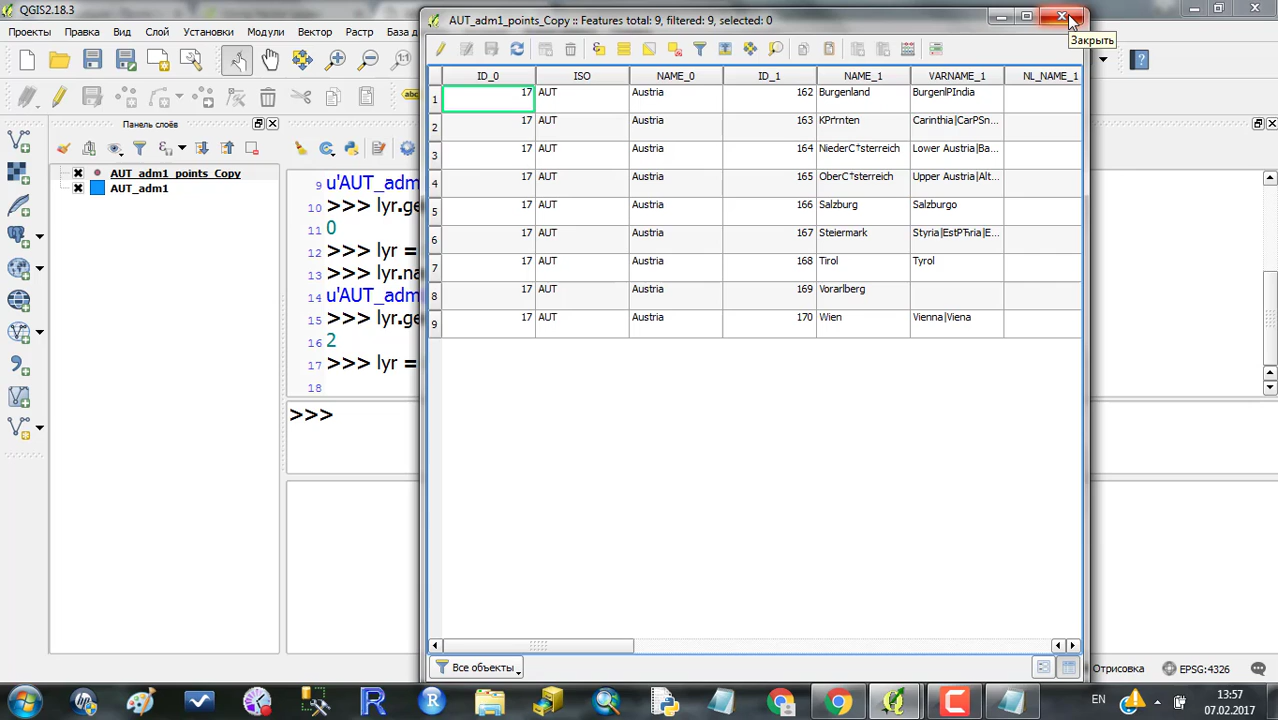 QGIS2.18.3
AUT_adm1_points_Copy :: Features total: 9, filtered: 9, selected: 0
Закрыть
Проекты Правка Вид Слой Установки Модули Вектор
Панель слоёв
AUT_adm1_points_Copy
AUT_adm1
9 u'AUT_adm
10 >>> lyr.ge
11 0
12 >>> lyr =
13 >>> lyr.na
14 u'AUT_adm
15 >>> lyr.ge
16 2
17 >>> lyr =
18
>>>
ID_0 ISO NAME_0 ID_1 NAME_1 VARNAME_1 NL_NAME_1
1 17 AUT Austria 162 Burgenland BurgenlPIndia
2 17 AUT Austria 163 KPґrnten Carinthia|CarPSn...
3 17 AUT Austria 164 NiederC†sterreich Lower Austria|Ba...
4 17 AUT Austria 165 OberC†sterreich Upper Austria|Alt...
5 17 AUT Austria 166 Salzburg Salzburgo
6 17 AUT Austria 167 Steiermark Styria|EstPЋria|E...
7 17 AUT Austria 168 Tirol Tyrol
8 17 AUT Austria 169 Vorarlberg
9 17 AUT Austria 170 Wien Vienna|Viena
Все объекты
Отрисовка EPSG:4326
EN 13:57
07.02.2017